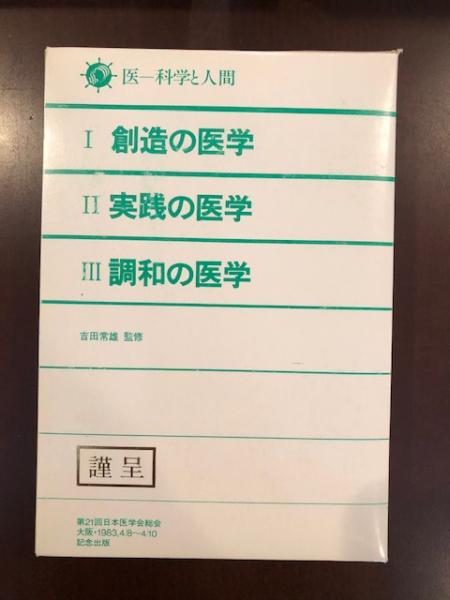 医―科学と人間
I 創造の医学
II 実践の医学
III 調和の医学
吉田常雄 監修
謹呈
第21回日本医学会総会
大阪・1983,4/8～4/10
記念出版